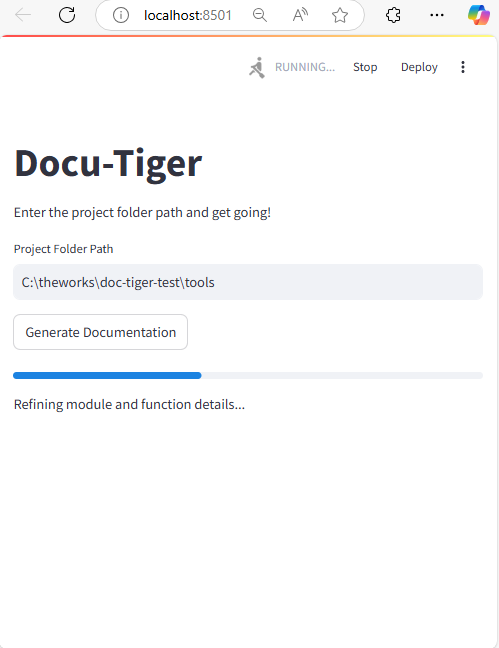 localhost:8501
RUNNING... Stop Deploy
Docu-Tiger
Enter the project folder path and get going!
Project Folder Path
C:\theworks\doc-tiger-test\tools
Generate Documentation
Refining module and function details...